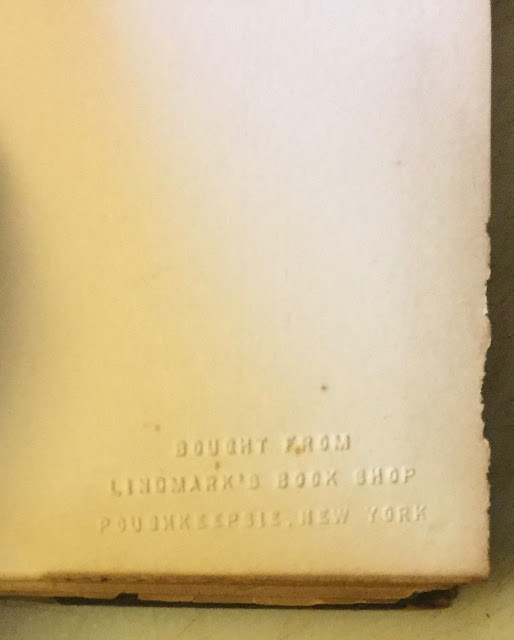 BOUGHT FROM
LINDMARK'S BOOK SHOP
POUGHKEEPSIE, NEW YORK